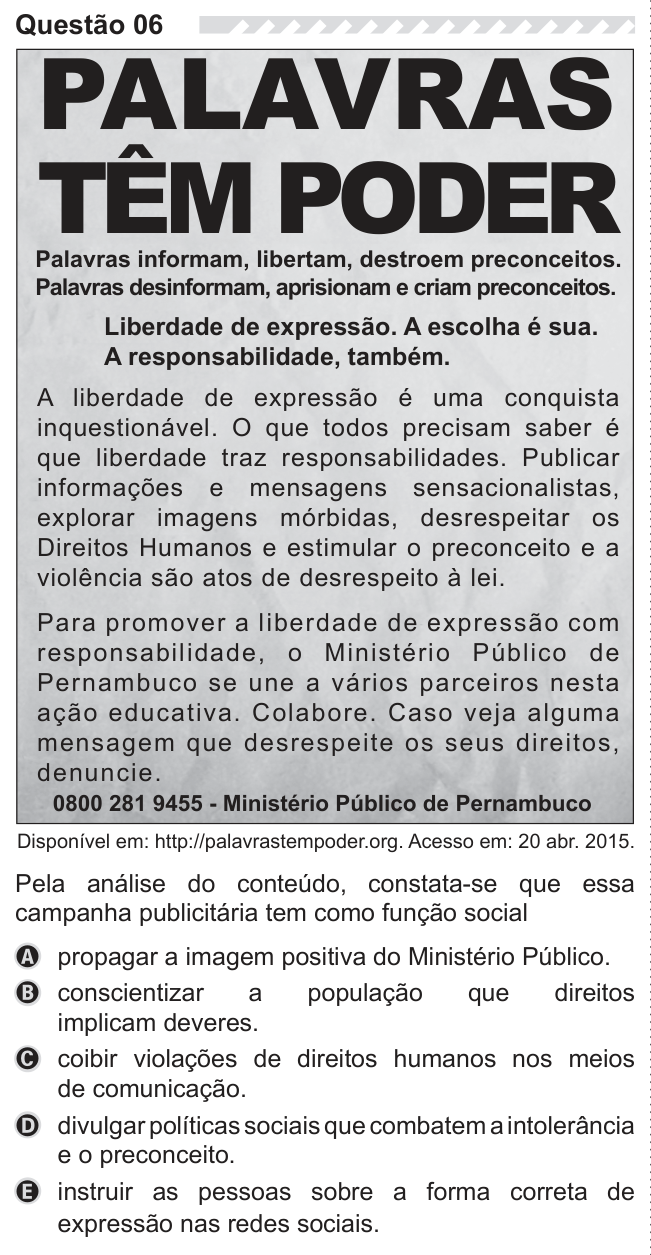 Questão 06
PALAVRAS
TÊM PODER
Palavras informam, libertam, destroem preconceitos.
Palavras desinformam, aprisionam e criam preconceitos.
Liberdade de expressão. A escolha é sua.
A responsabilidade, também.
A liberdade de expressão é uma conquista
inquestionável. O que todos precisam saber é
que liberdade traz responsabilidades. Publicar
informações e mensagens sensacionalistas,
explorar imagens mórbidas, desrespeitar os
Direitos Humanos e estimular o preconceito e a
violência são atos de desrespeito à lei.
Para promover a liberdade de expressão com
responsabilidade, o Ministério Público de
Pernambuco se une a vários parceiros nesta
ação educativa. Colabore. Caso veja alguma
mensagem que desrespeite os seus direitos,
denuncie.
0800 281 9455 - Ministério Público de Pernambuco
Disponível em: http://palavrastempoder.org. Acesso em: 20 abr. 2015.
Pela análise do conteúdo, constata-se que essa
campanha publicitária tem como função social
A propagar a imagem positiva do Ministério Público.
B conscientizar a população que direitos
implicam deveres.
C coibir violações de direitos humanos nos meios
de comunicação.
D divulgar políticas sociais que combatem a intolerância
e o preconceito.
E instruir as pessoas sobre a forma correta de
expressão nas redes sociais.